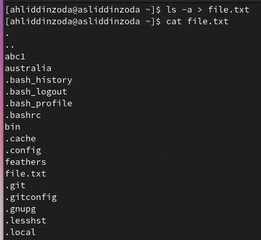 [ahliddinzoda@asliddinzoda ~]$ ls -a > file.txt
[ahliddinzoda@asliddinzoda ~]$ cat file.txt
.
..
abc1
australia
.bash_history
.bash_logout
.bash_profile
.bashrc
bin
.cache
.config
feathers
file.txt
.git
.gitconfig
.gnupg
.lesshst
.local